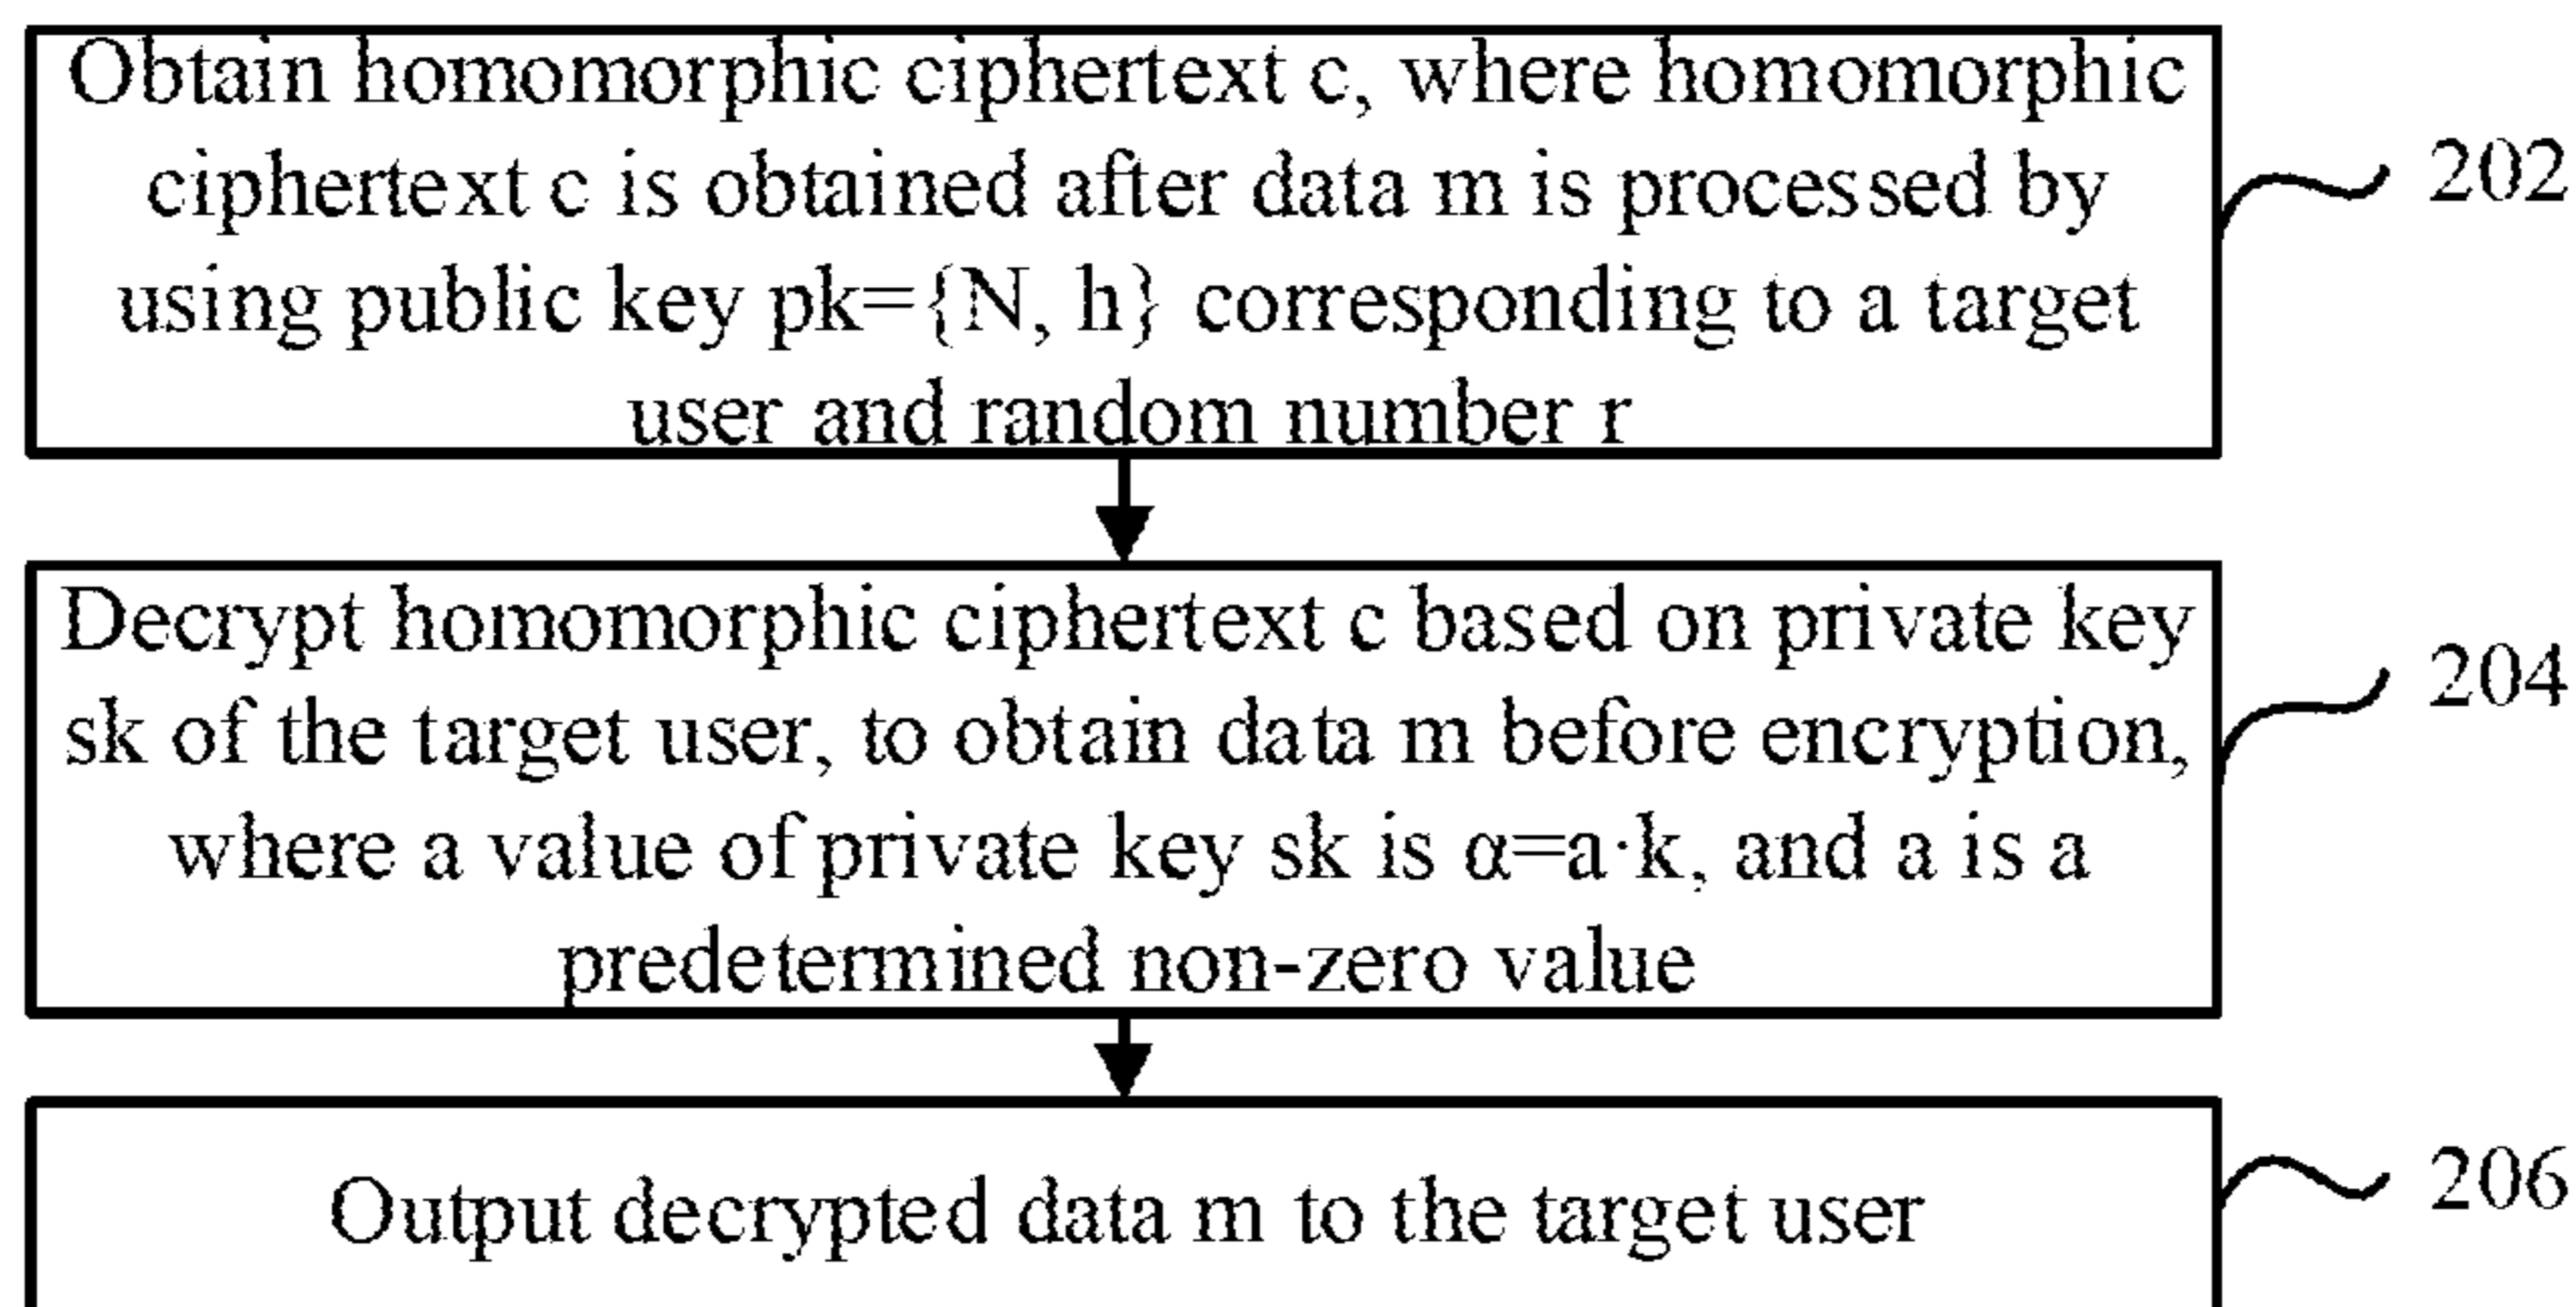 Obtain homomorphic ciphertext c, where homomorphic
ciphertext c is obtained after data m is processed by
using public key pk={N, h} corresponding to a target
user and random number r
202
Decrypt homomorphic ciphertext c based on private key
sk of the target user, to obtain data m before encryption,
where a value of private key sk is α=a·k, and a is a
predetermined non-zero value
204
Output decrypted data m to the target user
206